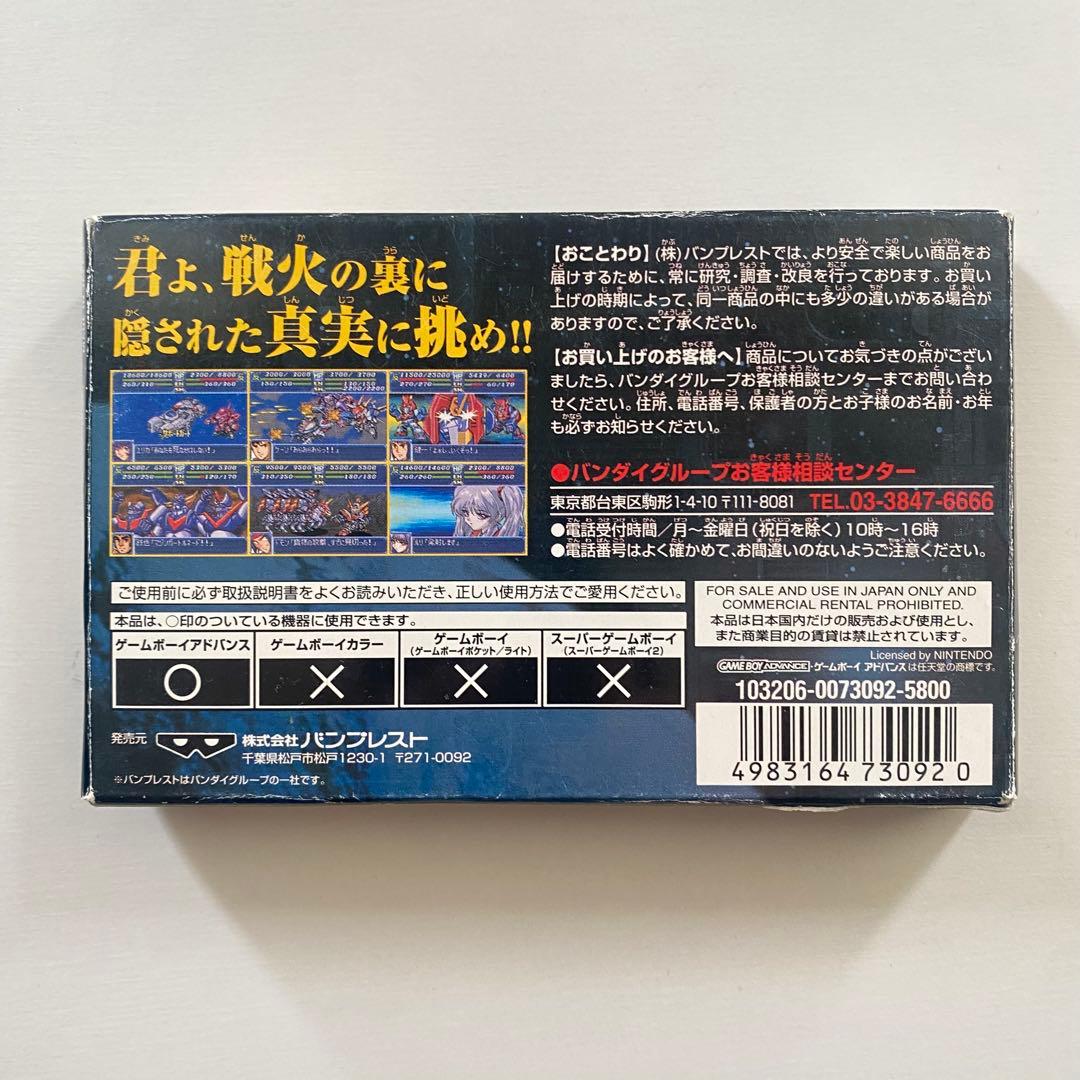 君よ、戦火の裏に
隠された真実に挑め!!
【おことわり】(株)バンプレストでは、より安全で楽しい商品をお
届けするために、常に研究・調査・改良を行っております。お買い
上げの時期によって、同一商品の中にも多少の違いがある場合が
ありますので、ご了承ください。
【お買い上げのお客様へ】商品についてお気づきの点がござい
ましたら、バンダイグループお客様相談センターまでお問い合わ
せください。住所、電話番号、保護者の方とお子様のお名前・お年
も必ずお知らせください。
●バンダイグループお客様相談センター
東京都台東区駒形1-4-10 〒111-8081 TEL.03-3847-6666
●電話受付時間/月〜金曜日(祝日を除く)10時〜16時
●電話番号はよく確かめて、お間違いのないようご注意ください。
ご使用前に必ず取扱説明書をよくお読みいただき、正しい使用方法でご愛用ください。
本品は、○印のついている機器に使用できます。
ゲームボーイアドバンス ゲームボーイカラー ゲームボーイ スーパーゲームボーイ
(ゲームボーイポケット/ライト) (スーパーゲームボーイ2)
○ × × ×
FOR SALE AND USE IN JAPAN ONLY AND
COMMERCIAL RENTAL PROHIBITED.
本品は日本国内だけの販売および使用とし、
また商業目的の賃貸は禁止されています。
Licensed by NINTENDO
GAME BOY ADVANCE・ゲームボーイ アドバンスは任天堂の商標です。
103206-0073092-5800
4983164 730920
発売元 株式会社 バンプレスト
千葉県松戸市松戸1230-1 〒271-0092
※バンプレストはバンダイグループの一社です。